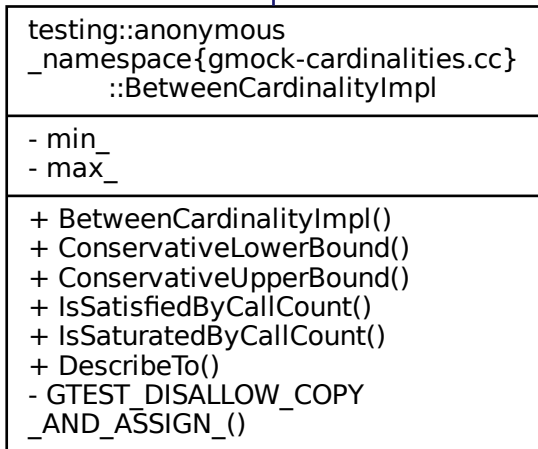 testing::anonymous
_namespace{gmock-cardinalities.cc}
::BetweenCardinalityImpl
- min_
- max_
+ BetweenCardinalityImpl()
+ ConservativeLowerBound()
+ ConservativeUpperBound()
+ IsSatisfiedByCallCount()
+ IsSaturatedByCallCount()
+ DescribeTo()
- GTEST_DISALLOW_COPY
_AND_ASSIGN_()